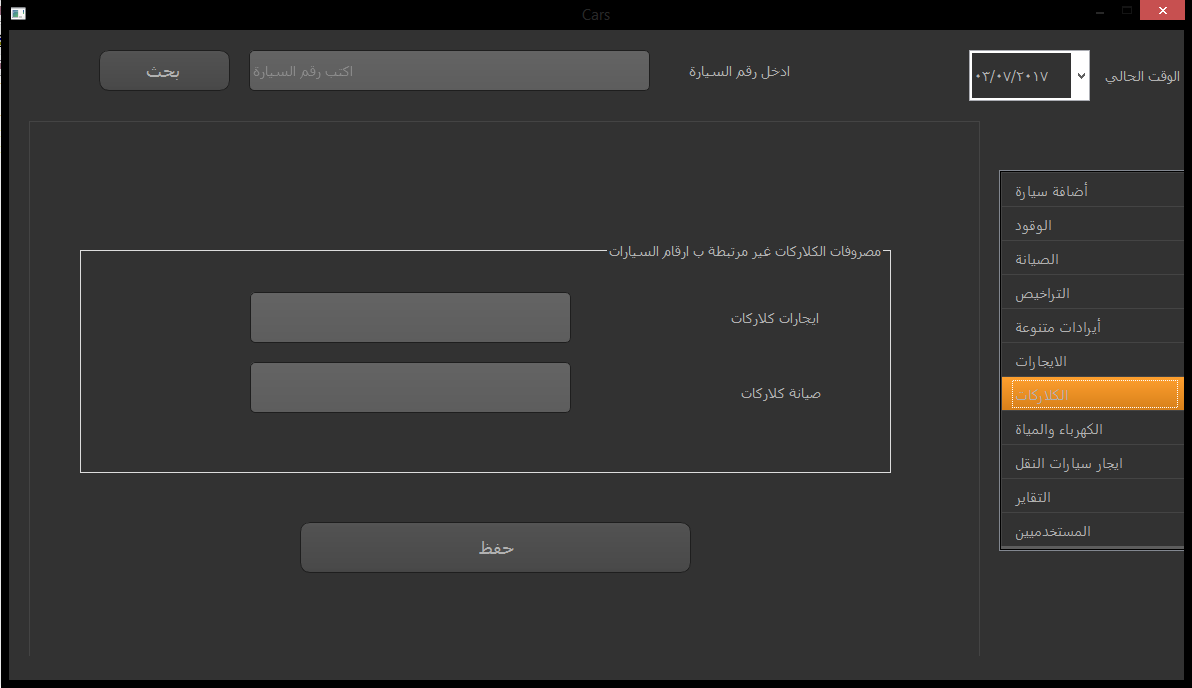 Cars
الوقت الحالي
٠٣/٠٧/٢٠١٧
ادخل رقم السيارة
اكتب رقم السيارة
بحث
أضافة سيارة
الوقود
الصيانة
التراخيص
أيرادات متنوعة
الايجارات
الكلاركات
الكهرباء والمياة
ايجار سيارات النقل
التقاير
المستخدميين
مصروفات الكلاركات غير مرتبطة ب ارقام السيارات
ايجارات كلاركات
صيانة كلاركات
حفظ